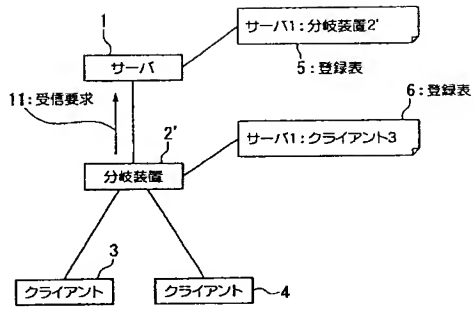 1
サーバ
サーバ1:分岐装置2'
5:登録表
11:受信要求
6:登録表
2'
サーバ1:クライアント3
分岐装置
3
クライアント
クライアント
4